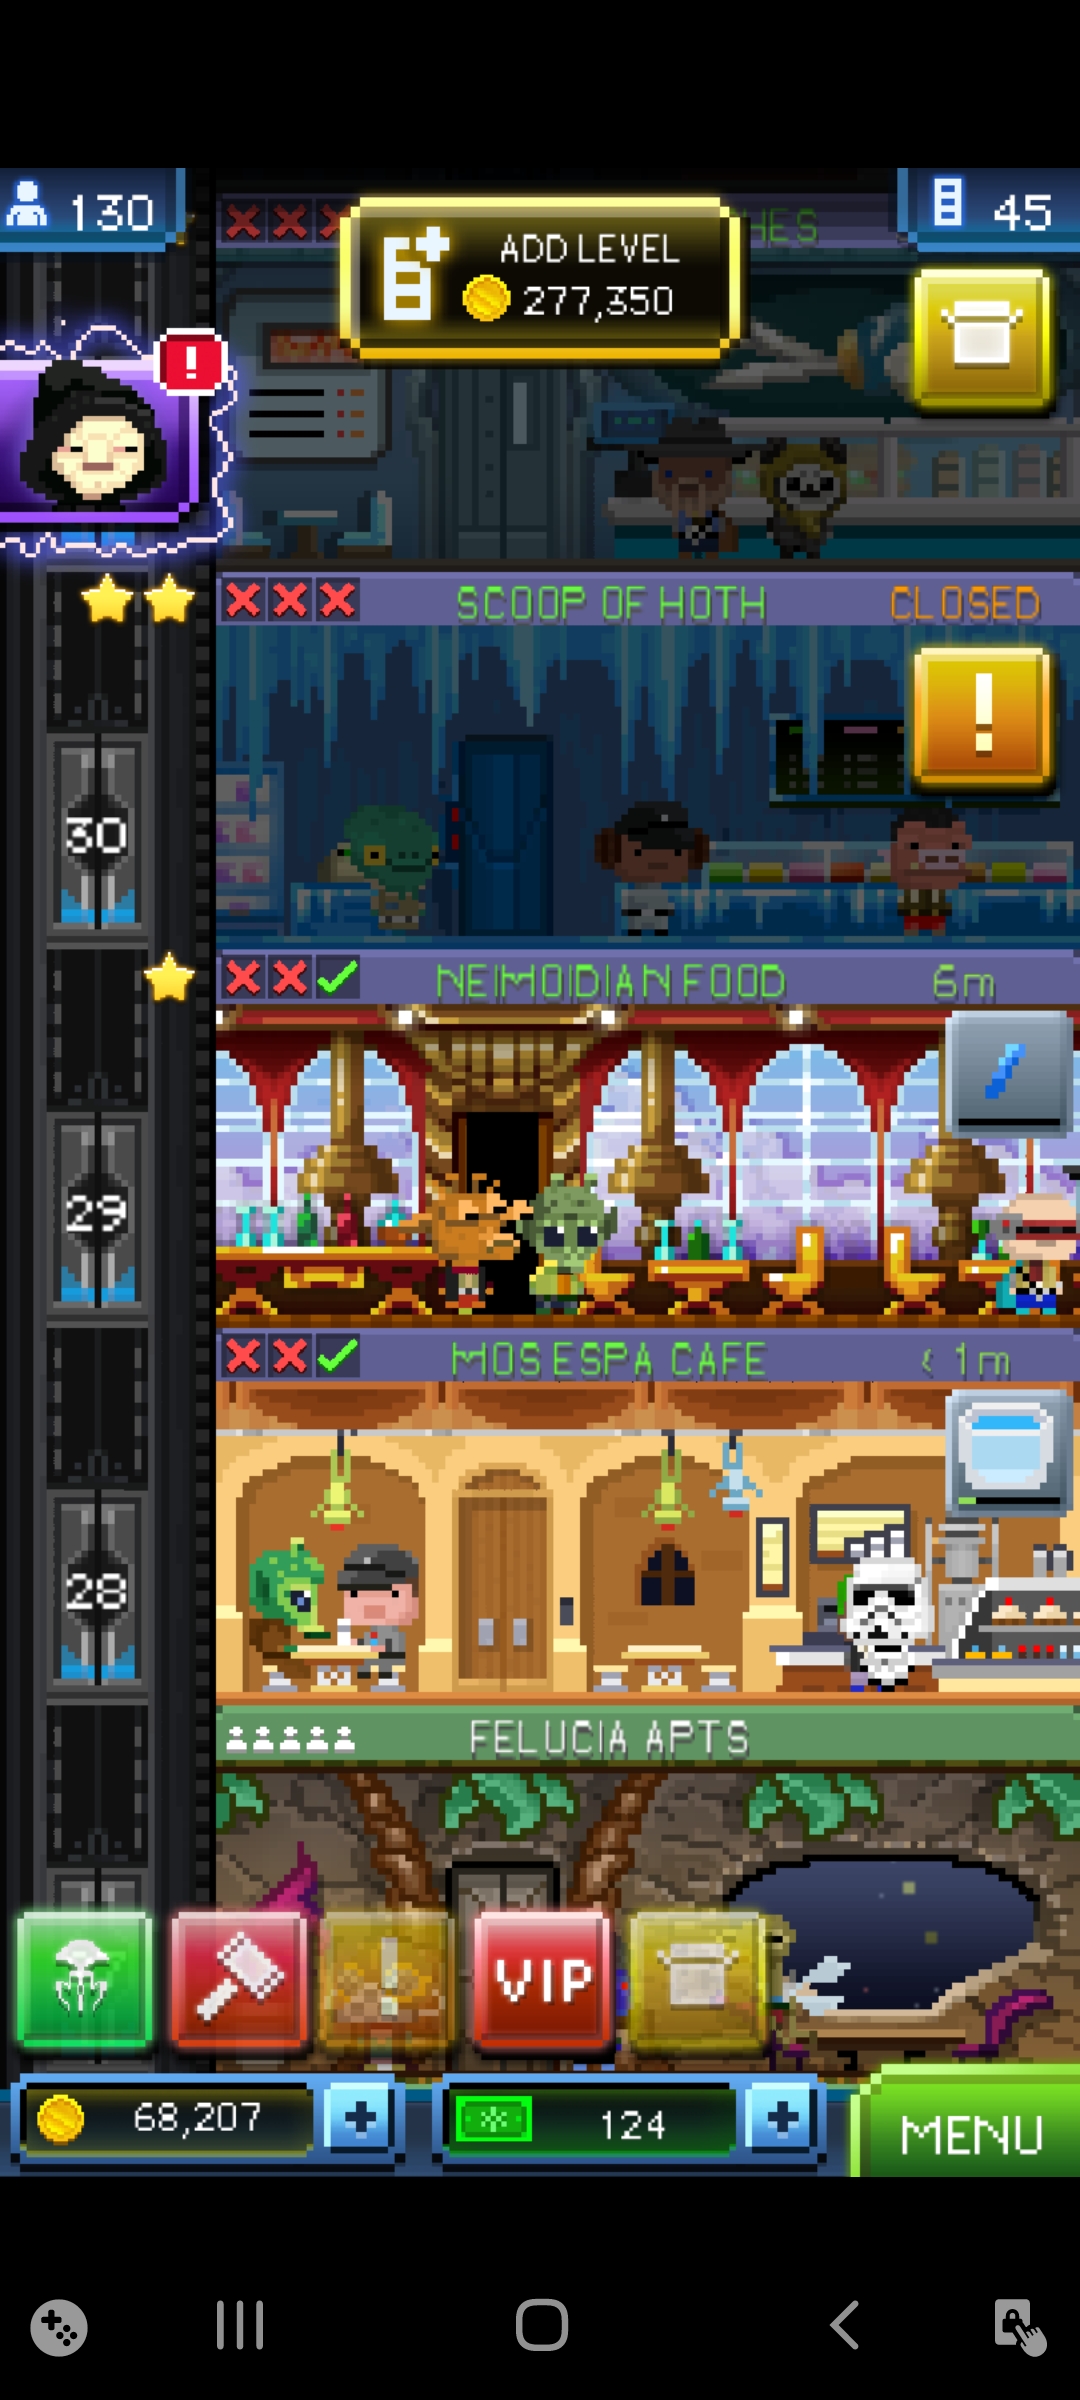 130
45
ADD LEVEL
277,350
SCOOP OF HOTH
CLOSED
30
NEIMOIDIAN FOOD
6m
29
MOS ESPA CAFE
< 1m
28
FELUCIA APTS
VIP
68,207
124
MENU